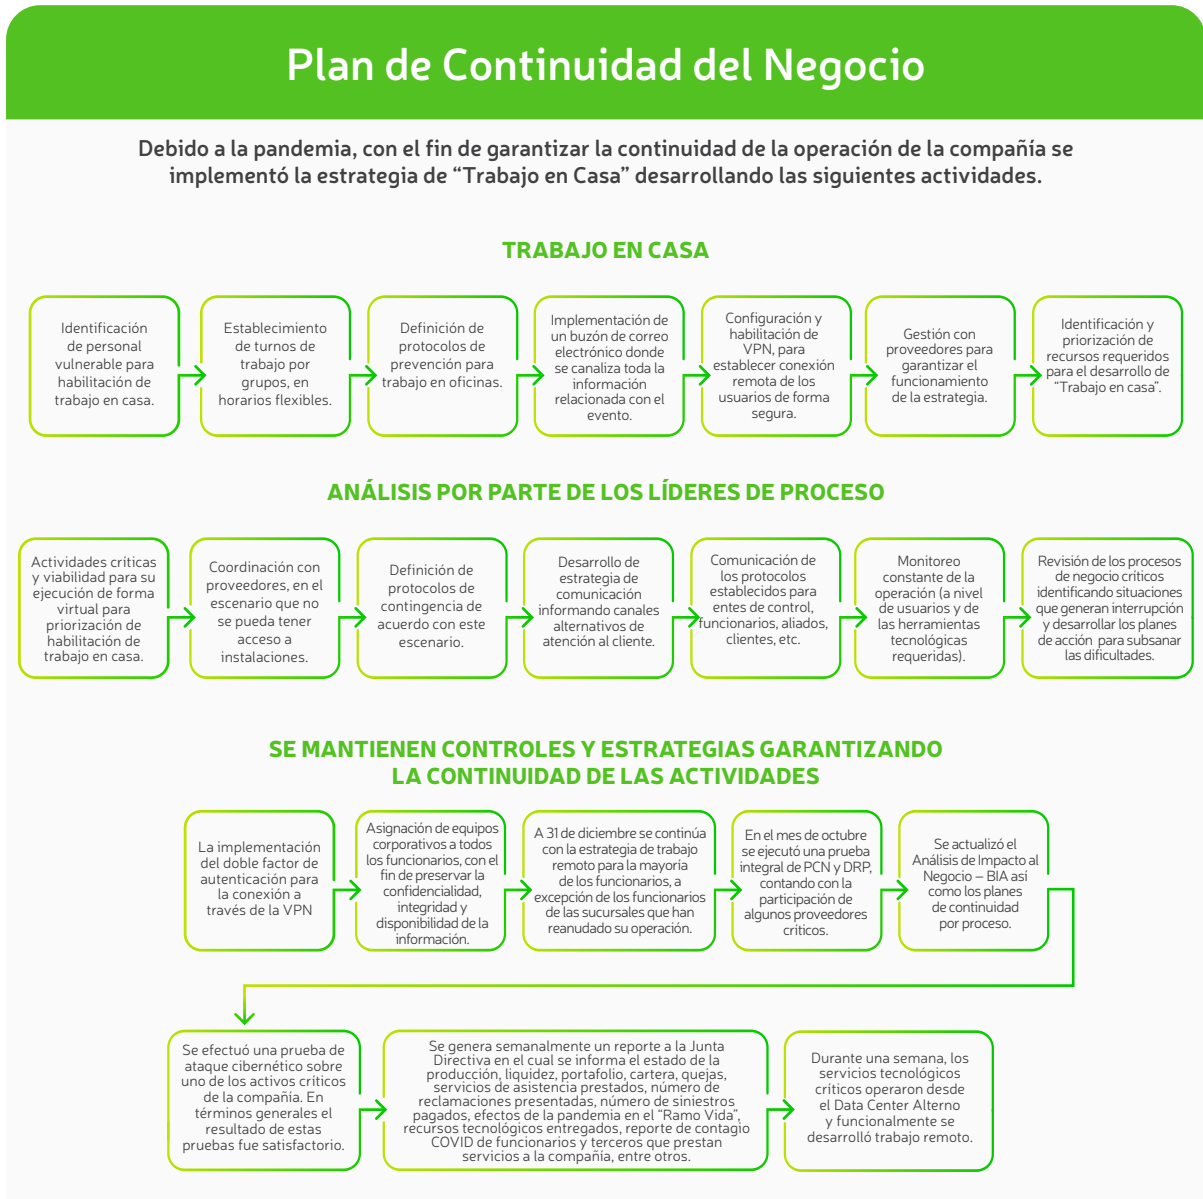 Plan de Continuidad del Negocio
Debido a la pandemia, con el fin de garantizar la continuidad de la operación de la compañía se
implementó la estrategia de “Trabajo en Casa” desarrollando las siguientes actividades.
TRABAJO EN CASA
Identificación
de personal
vulnerable para
habilitación de
trabajo en casa.
Establecimiento
de turnos de
trabajo por
grupos, en
horarios flexibles.
Definición de
protocolos de
prevención para
trabajo en oficinas.
Implementación de
un buzón de correo
electrónico donde
se canaliza toda la
información
relacionada con el
evento.
Configuración y
habilitación de
VPN, para
establecer conexión
remota de los
usuarios de forma
segura.
Gestión con
proveedores para
garantizar el
funcionamiento
de la estrategia.
Identificación y
priorización de
recursos requeridos
para el desarrollo de
“Trabajo en casa”.
ANÁLISIS POR PARTE DE LOS LÍDERES DE PROCESO
Actividades críticas
y viabilidad para su
ejecución de forma
virtual para
priorización de
habilitación de
trabajo en casa.
Coordinación con
proveedores, en el
escenario que no
se pueda tener
acceso a
instalaciones.
Definición de
protocolos de
contingencia de
acuerdo con este
escenario.
Desarrollo de
estrategia de
comunicación
informando canales
alternativos de
atención al cliente.
Comunicación de
los protocolos
establecidos para
entes de control,
funcionarios, aliados,
clientes, etc.
Monitoreo
constante de la
operación (a nivel
de usuarios y de
las herramientas
tecnológicas
requeridas).
Revisión de los procesos
de negocio críticos
identificando situaciones
que generan interrupción
y desarrollar los planes
de acción para subsanar
las dificultades.
SE MANTIENEN CONTROLES Y ESTRATEGIAS GARANTIZANDO
LA CONTINUIDAD DE LAS ACTIVIDADES
La implementación
del doble factor de
autenticación para
la conexión a
través de la VPN
Asignación de equipos
corporativos a todos
los funcionarios, con el
fin de preservar la
confidencialidad,
integridad y
disponibilidad de la
información.
A 31 de diciembre se continúa
con la estrategia de trabajo
remoto para la mayoría
de los funcionarios, a
excepción de los funcionarios
de las sucursales que han
reanudado su operación.
En el mes de octubre
se ejecutó una prueba
integral de PCN y DRP,
contando con la
participación de
algunos proveedores
críticos.
Se actualizó el
Análisis de Impacto al
Negocio – BIA así
como los planes
de continuidad
por proceso.
Se efectuó una prueba de
ataque cibernético sobre
uno de los activos críticos
de la compañía. En
términos generales el
resultado de estas
pruebas fue satisfactorio.
Se genera semanalmente un reporte a la Junta
Directiva en el cual se informa el estado de la
producción, liquidez, portafolio, cartera, quejas,
servicios de asistencia prestados, número de
reclamaciones presentadas, número de siniestros
pagados, efectos de la pandemia en el “Ramo Vida”,
recursos tecnológicos entregados, reporte de contagio
COVID de funcionarios y terceros que prestan
servicios a la compañía, entre otros.
Durante una semana, los
servicios tecnológicos
críticos operaron desde
el Data Center Alterno
y funcionalmente se
desarrolló trabajo remoto.